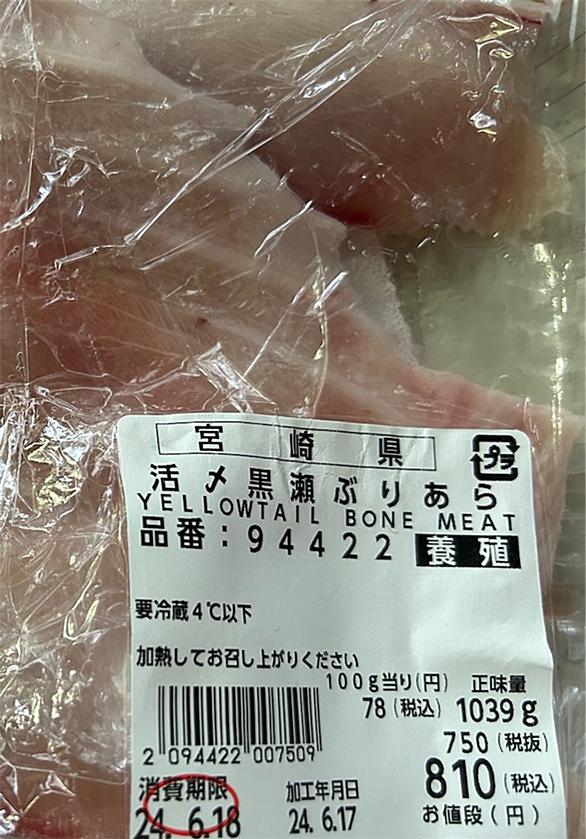 宮崎県
プラ
活〆黒瀬ぶりあら
YELLOWTAIL BONE MEAT
品番:94422 養殖
要冷蔵4℃以下
加熱してお召し上がりください
100g当り(円) 正味量
78(税込) 1039g
750(税抜)
2 094422 007509
810(税込)
消費期限 加工年月日 お値段(円)
24. 6.18 24. 6.17